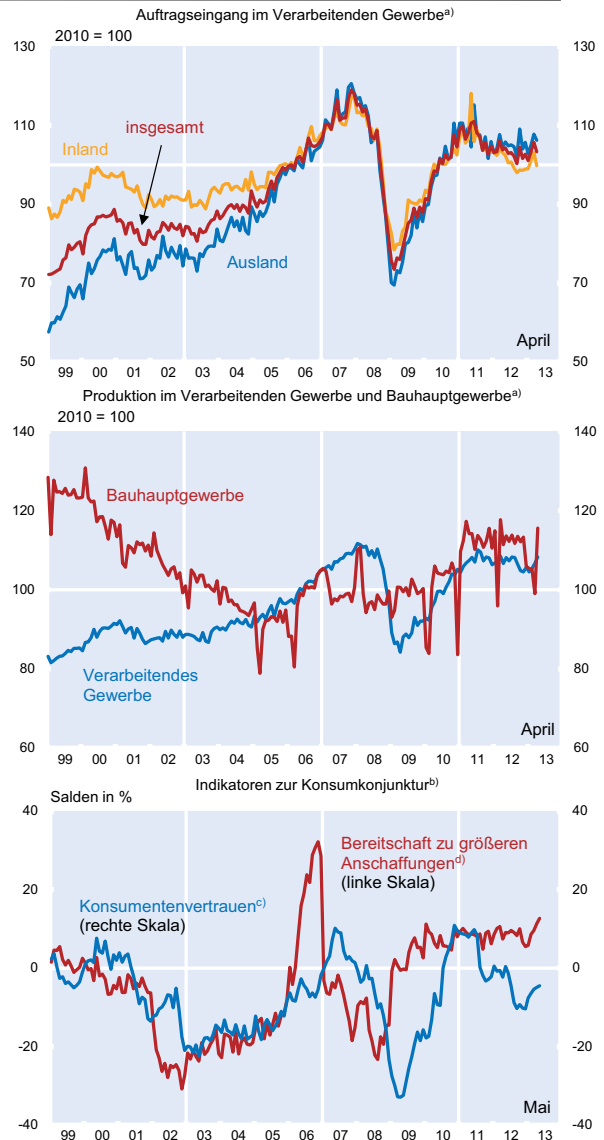 Auftragseingang im Verarbeitenden Gewerbe a)
2010 = 100
130 130
110 110
90 90
70 70
50 50
insgesamt
Inland
Ausland
April
99 00 01 02 03 04 05 06 07 08 09 10 11 12 13
Produktion im Verarbeitenden Gewerbe und Bauhauptgewerbe a)
2010 = 100
140 140
120 120
100 100
80 80
60 60
Bauhauptgewerbe
Verarbeitendes
Gewerbe
April
99 00 01 02 03 04 05 06 07 08 09 10 11 12 13
Indikatoren zur Konsumkonjunktur b)
Salden in %
40 40
20 20
0 0
-20 -20
-40 -40
Bereitschaft zu größeren
Anschaffungen d)
(linke Skala)
Konsumentenvertrauen c)
(rechte Skala)
Mai
99 00 01 02 03 04 05 06 07 08 09 10 11 12 13